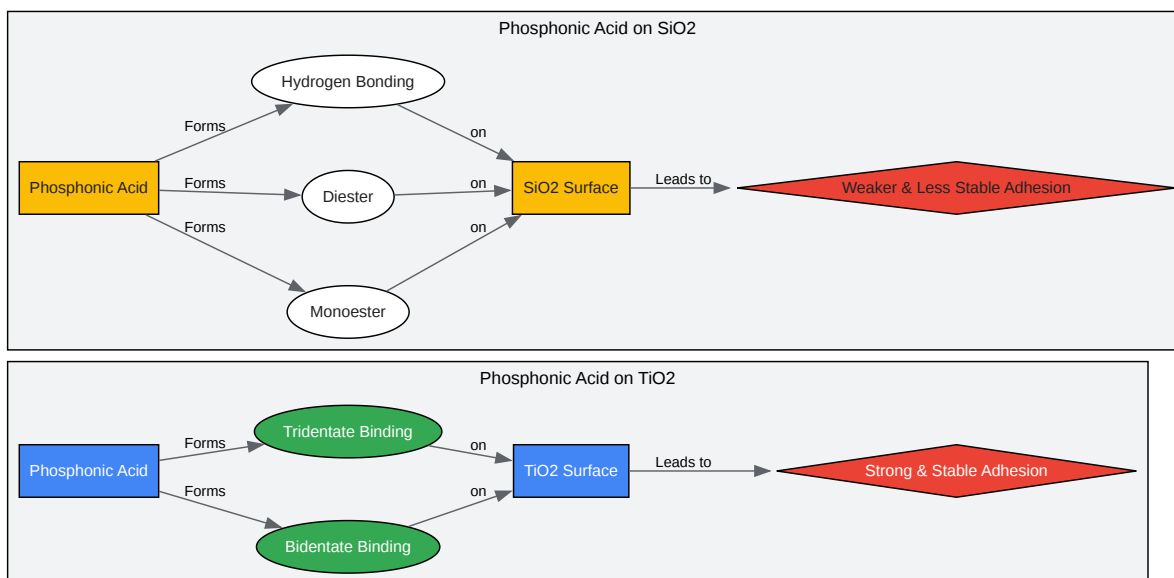 Phosphonic Acid on SiO2
Hydrogen Bonding
Forms
on
Phosphonic Acid
Forms
Diester
on
SiO2 Surface
Leads to
Weaker & Less Stable Adhesion
Forms
on
Monoester
Phosphonic Acid on TiO2
Tridentate Binding
Forms
on
Phosphonic Acid
TiO2 Surface
Leads to
Strong & Stable Adhesion
Forms
on
Bidentate Binding